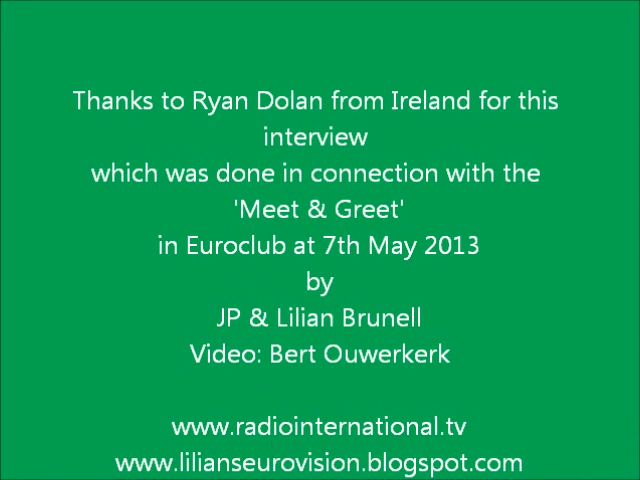 Thanks to Ryan Dolan from Ireland for this
interview
which was done in connection with the
'Meet & Greet'
in Euroclub at 7th May 2013
by
JP & Lilian Brunell
Video: Bert Ouwerkerk
www.radiointernational.tv
www.lilianseurovision.blogspot.com